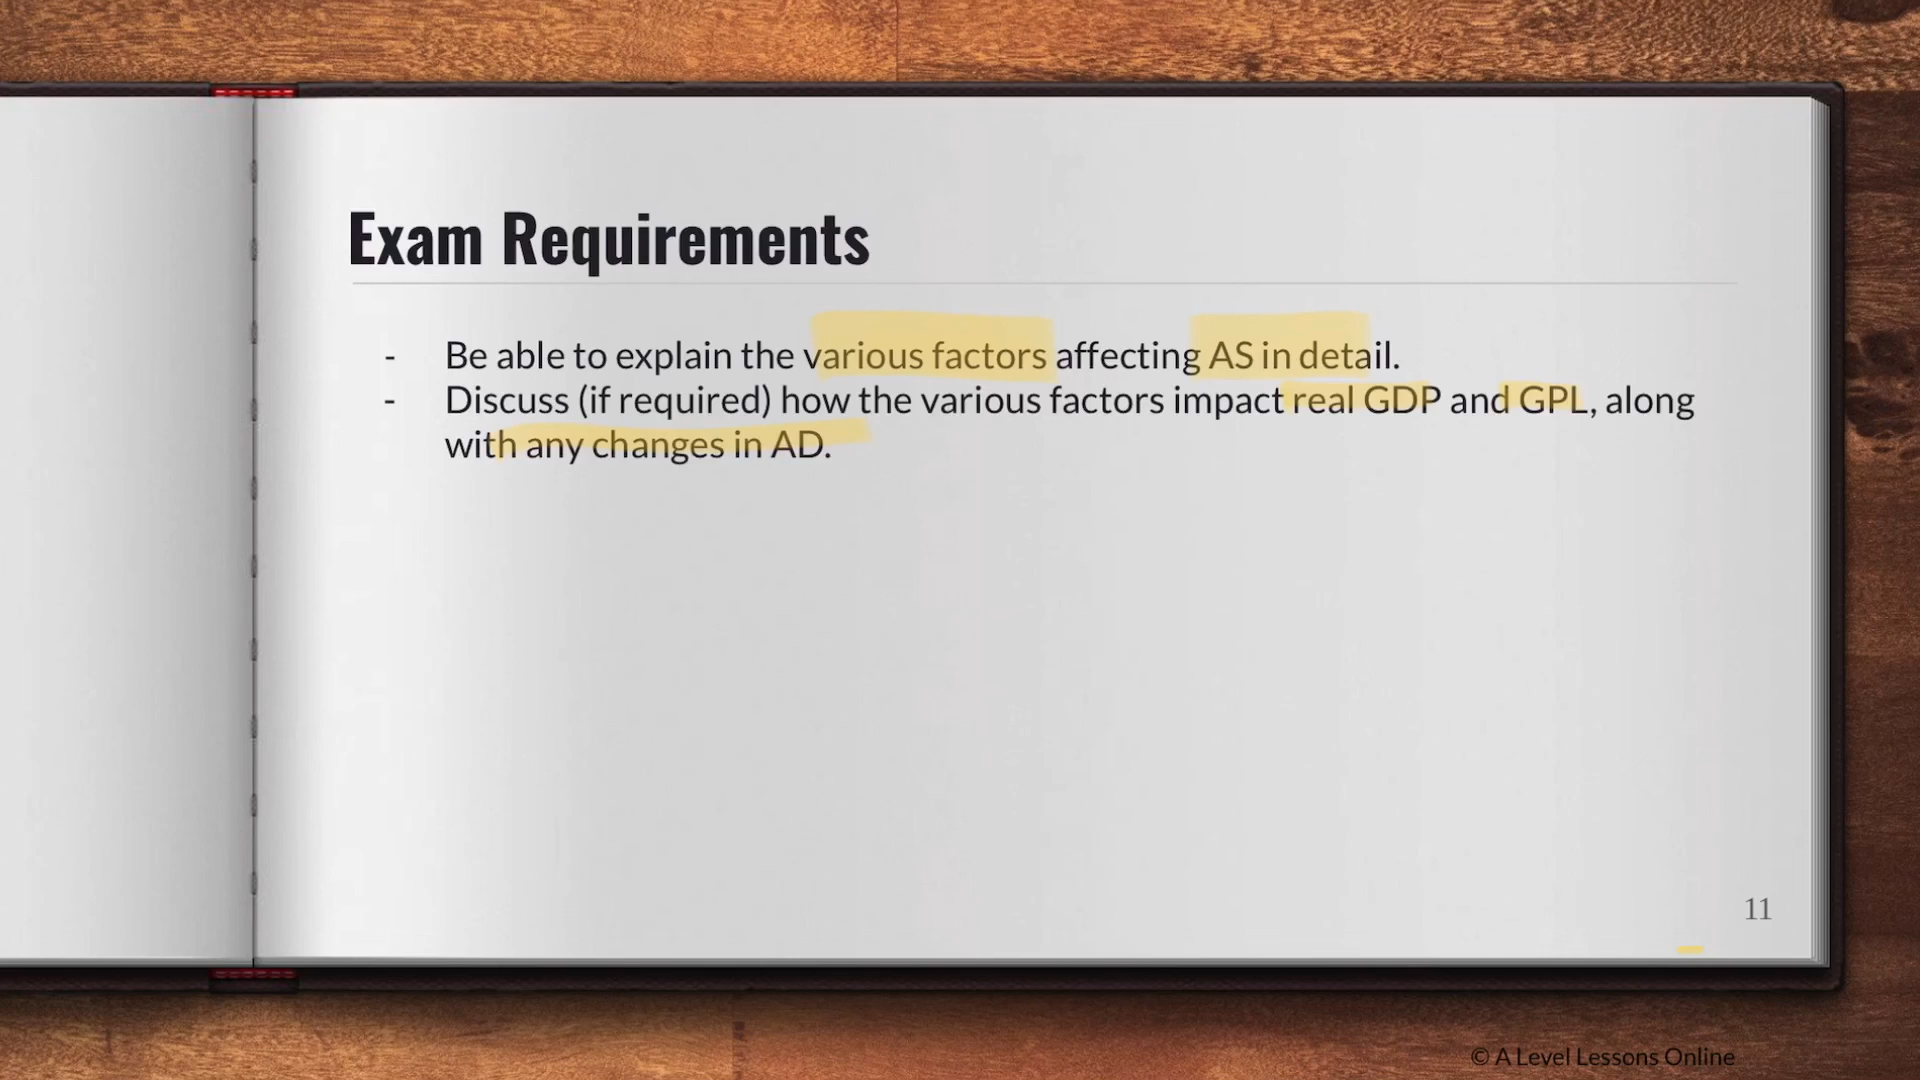 Exam Requirements
- Be able to explain the various factors affecting AS in detail.
- Discuss (if required) how the various factors impact real GDP and GPL, along
with any changes in AD.
11
© A Level Lessons Online